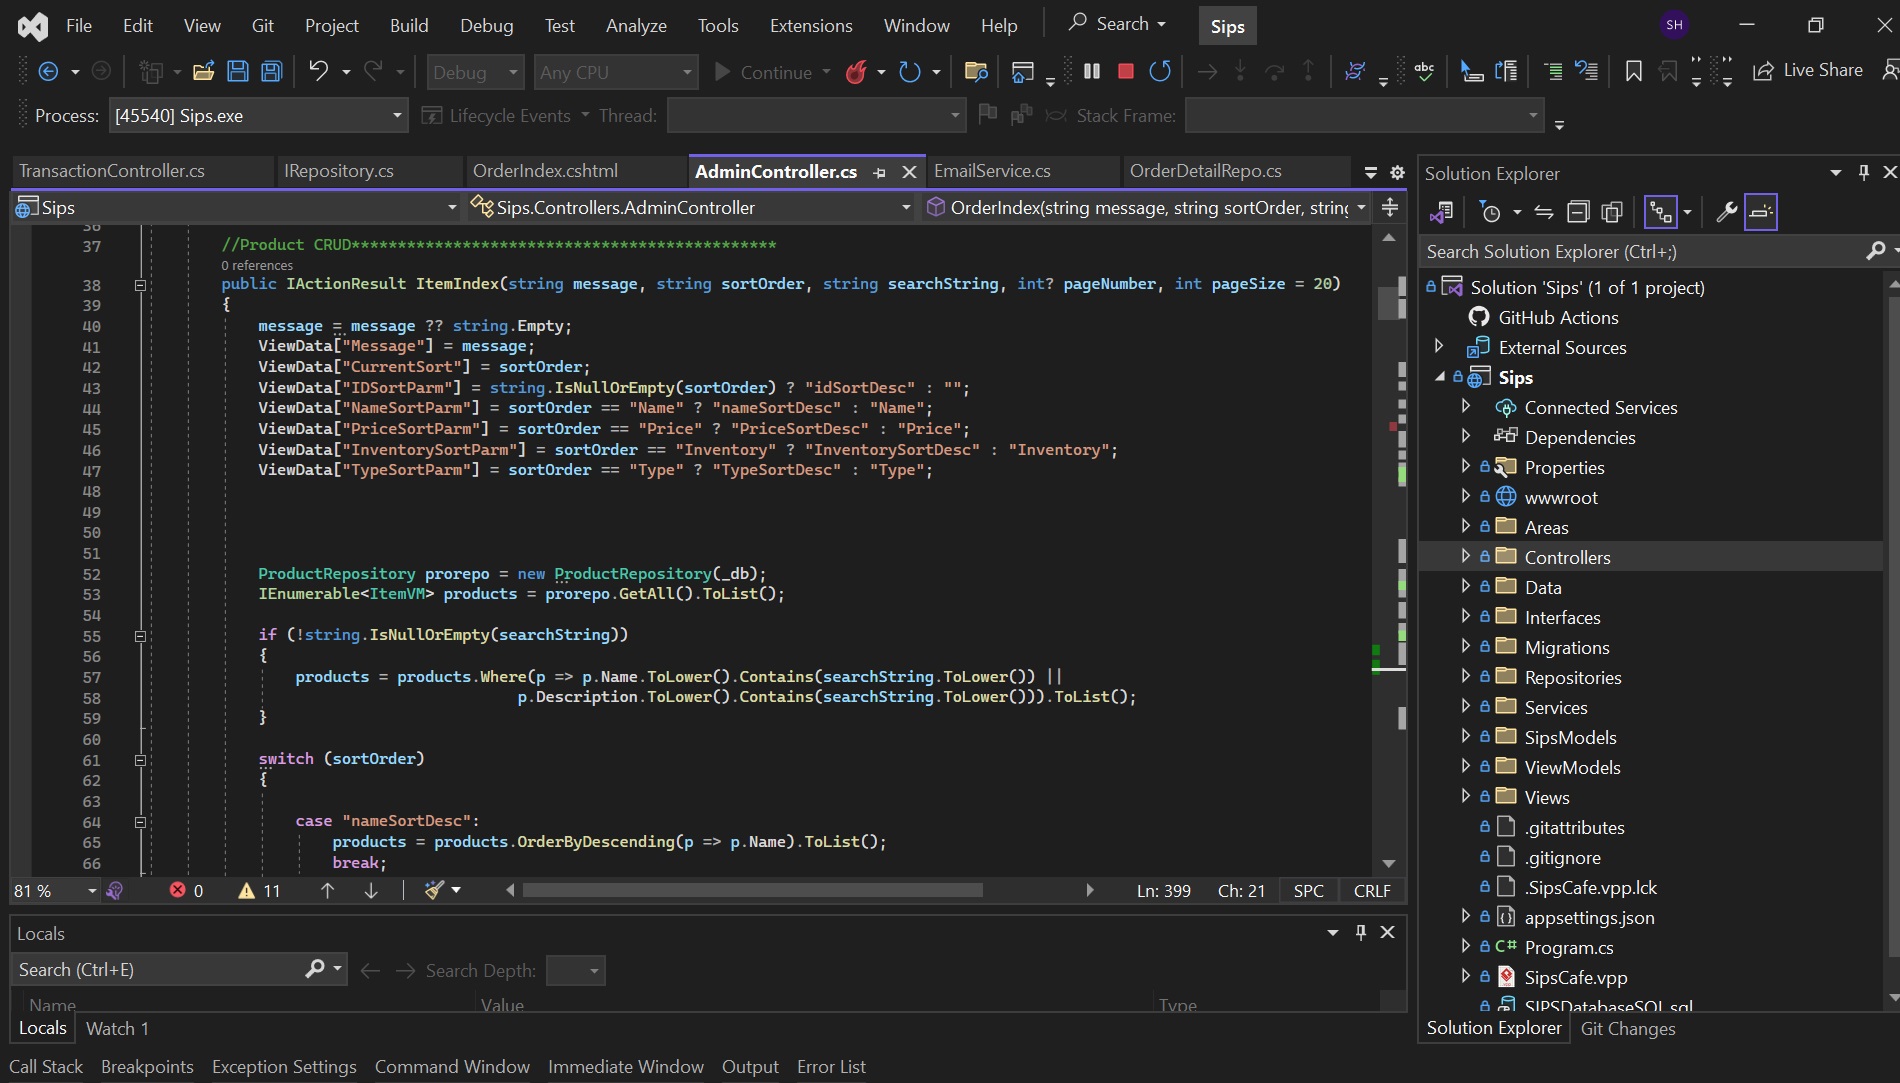 File Edit View Git Project Build Debug Test Analyze Tools Extensions Window Help Search Sips SH
Debug Any CPU Continue abc Live Share
Process: [45540] Sips.exe Lifecycle Events Thread: Stack Frame:
TransactionController.cs IRepository.cs OrderIndex.cshtml AdminController.cs EmailService.cs OrderDetailRepo.cs
Sips Sips.Controllers.AdminController OrderIndex(string message, string sortOrder, string
36
37 //Product CRUD**********************************************
0 references
38 public IActionResult ItemIndex(string message, string sortOrder, string searchString, int? pageNumber, int pageSize = 20)
39 {
40 message = message ?? string.Empty;
41 ViewData["Message"] = message;
42 ViewData["CurrentSort"] = sortOrder;
43 ViewData["IDSortParm"] = string.IsNullOrEmpty(sortOrder) ? "idSortDesc" : "";
44 ViewData["NameSortParm"] = sortOrder == "Name" ? "nameSortDesc" : "Name";
45 ViewData["PriceSortParm"] = sortOrder == "Price" ? "PriceSortDesc" : "Price";
46 ViewData["InventorySortParm"] = sortOrder == "Inventory" ? "InventorySortDesc" : "Inventory";
47 ViewData["TypeSortParm"] = sortOrder == "Type" ? "TypeSortDesc" : "Type";
48
49
50
51
52 ProductRepository prorepo = new ProductRepository(_db);
53 IEnumerable<ItemVM> products = prorepo.GetAll().ToList();
54
55 if (!string.IsNullOrEmpty(searchString))
56 {
57 products = products.Where(p => p.Name.ToLower().Contains(searchString.ToLower()) ||
58 p.Description.ToLower().Contains(searchString.ToLower())).ToList();
59 }
60
61 switch (sortOrder)
62 {
63
64 case "nameSortDesc":
65 products = products.OrderByDescending(p => p.Name).ToList();
66 break;
81 % 0 11 Ln: 399 Ch: 21 SPC CRLF
Locals
Search (Ctrl+E) Search Depth:
Name Value Type
Locals Watch 1
Call Stack Breakpoints Exception Settings Command Window Immediate Window Output Error List
Solution Explorer
Search Solution Explorer (Ctrl+;)
Solution 'Sips' (1 of 1 project)
GitHub Actions
External Sources
Sips
Connected Services
Dependencies
Properties
wwwroot
Areas
Controllers
Data
Interfaces
Migrations
Repositories
Services
SipsModels
ViewModels
Views
.gitattributes
.gitignore
.SipsCafe.vpp.lck
appsettings.json
C# Program.cs
SipsCafe.vpp
SIPSDatabaseSQL.sql
Solution Explorer Git Changes